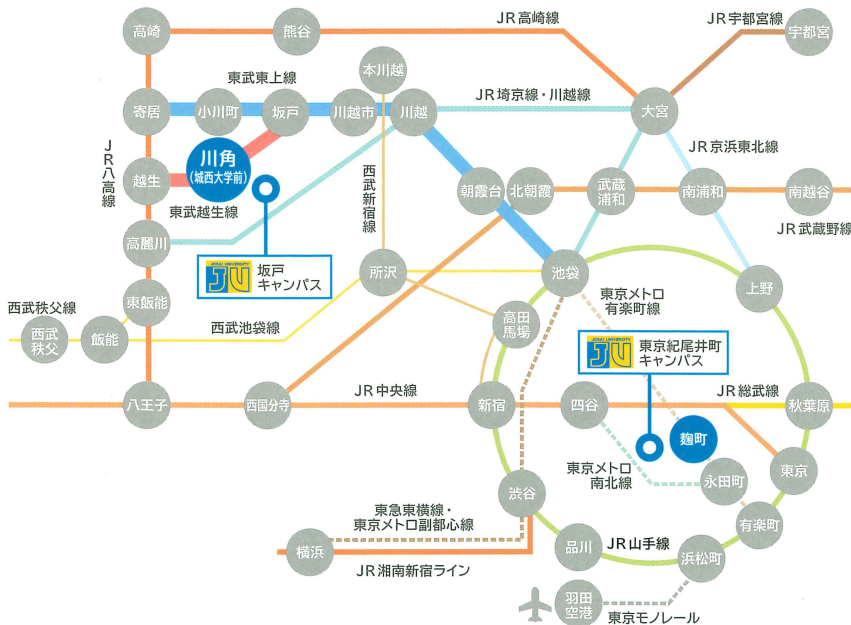 JR高崎線
JR宇都宮線
高崎
熊谷
宇都宮
東武東上線
本川越
JR埼京線・川越線
寄居
小川町
坂戸
川越市
川越
大宮
JR京浜東北線
JR八高線
川角
(城西大学前)
越生
東武越生線
西武新宿線
朝霞台
北朝霞
武蔵
浦和
南浦和
南越谷
JR武蔵野線
高麗川
JOSAI UNIVERSITY
JU
坂戸
キャンパス
所沢
池袋
上野
東京メトロ
有楽町線
東飯能
西武秩父線
西武
秩父
飯能
西武池袋線
高田
馬場
JOSAI UNIVERSITY
JU
東京紀尾井町
キャンパス
JR中央線
JR総武線
八王子
西国分寺
新宿
四谷
秋葉原
麹町
東京メトロ
南北線
永田町
東京
渋谷
有楽町
東急東横線・
東京メトロ副都心線
横浜
JR湘南新宿ライン
品川
JR山手線
浜松町
羽田
空港
東京モノレール